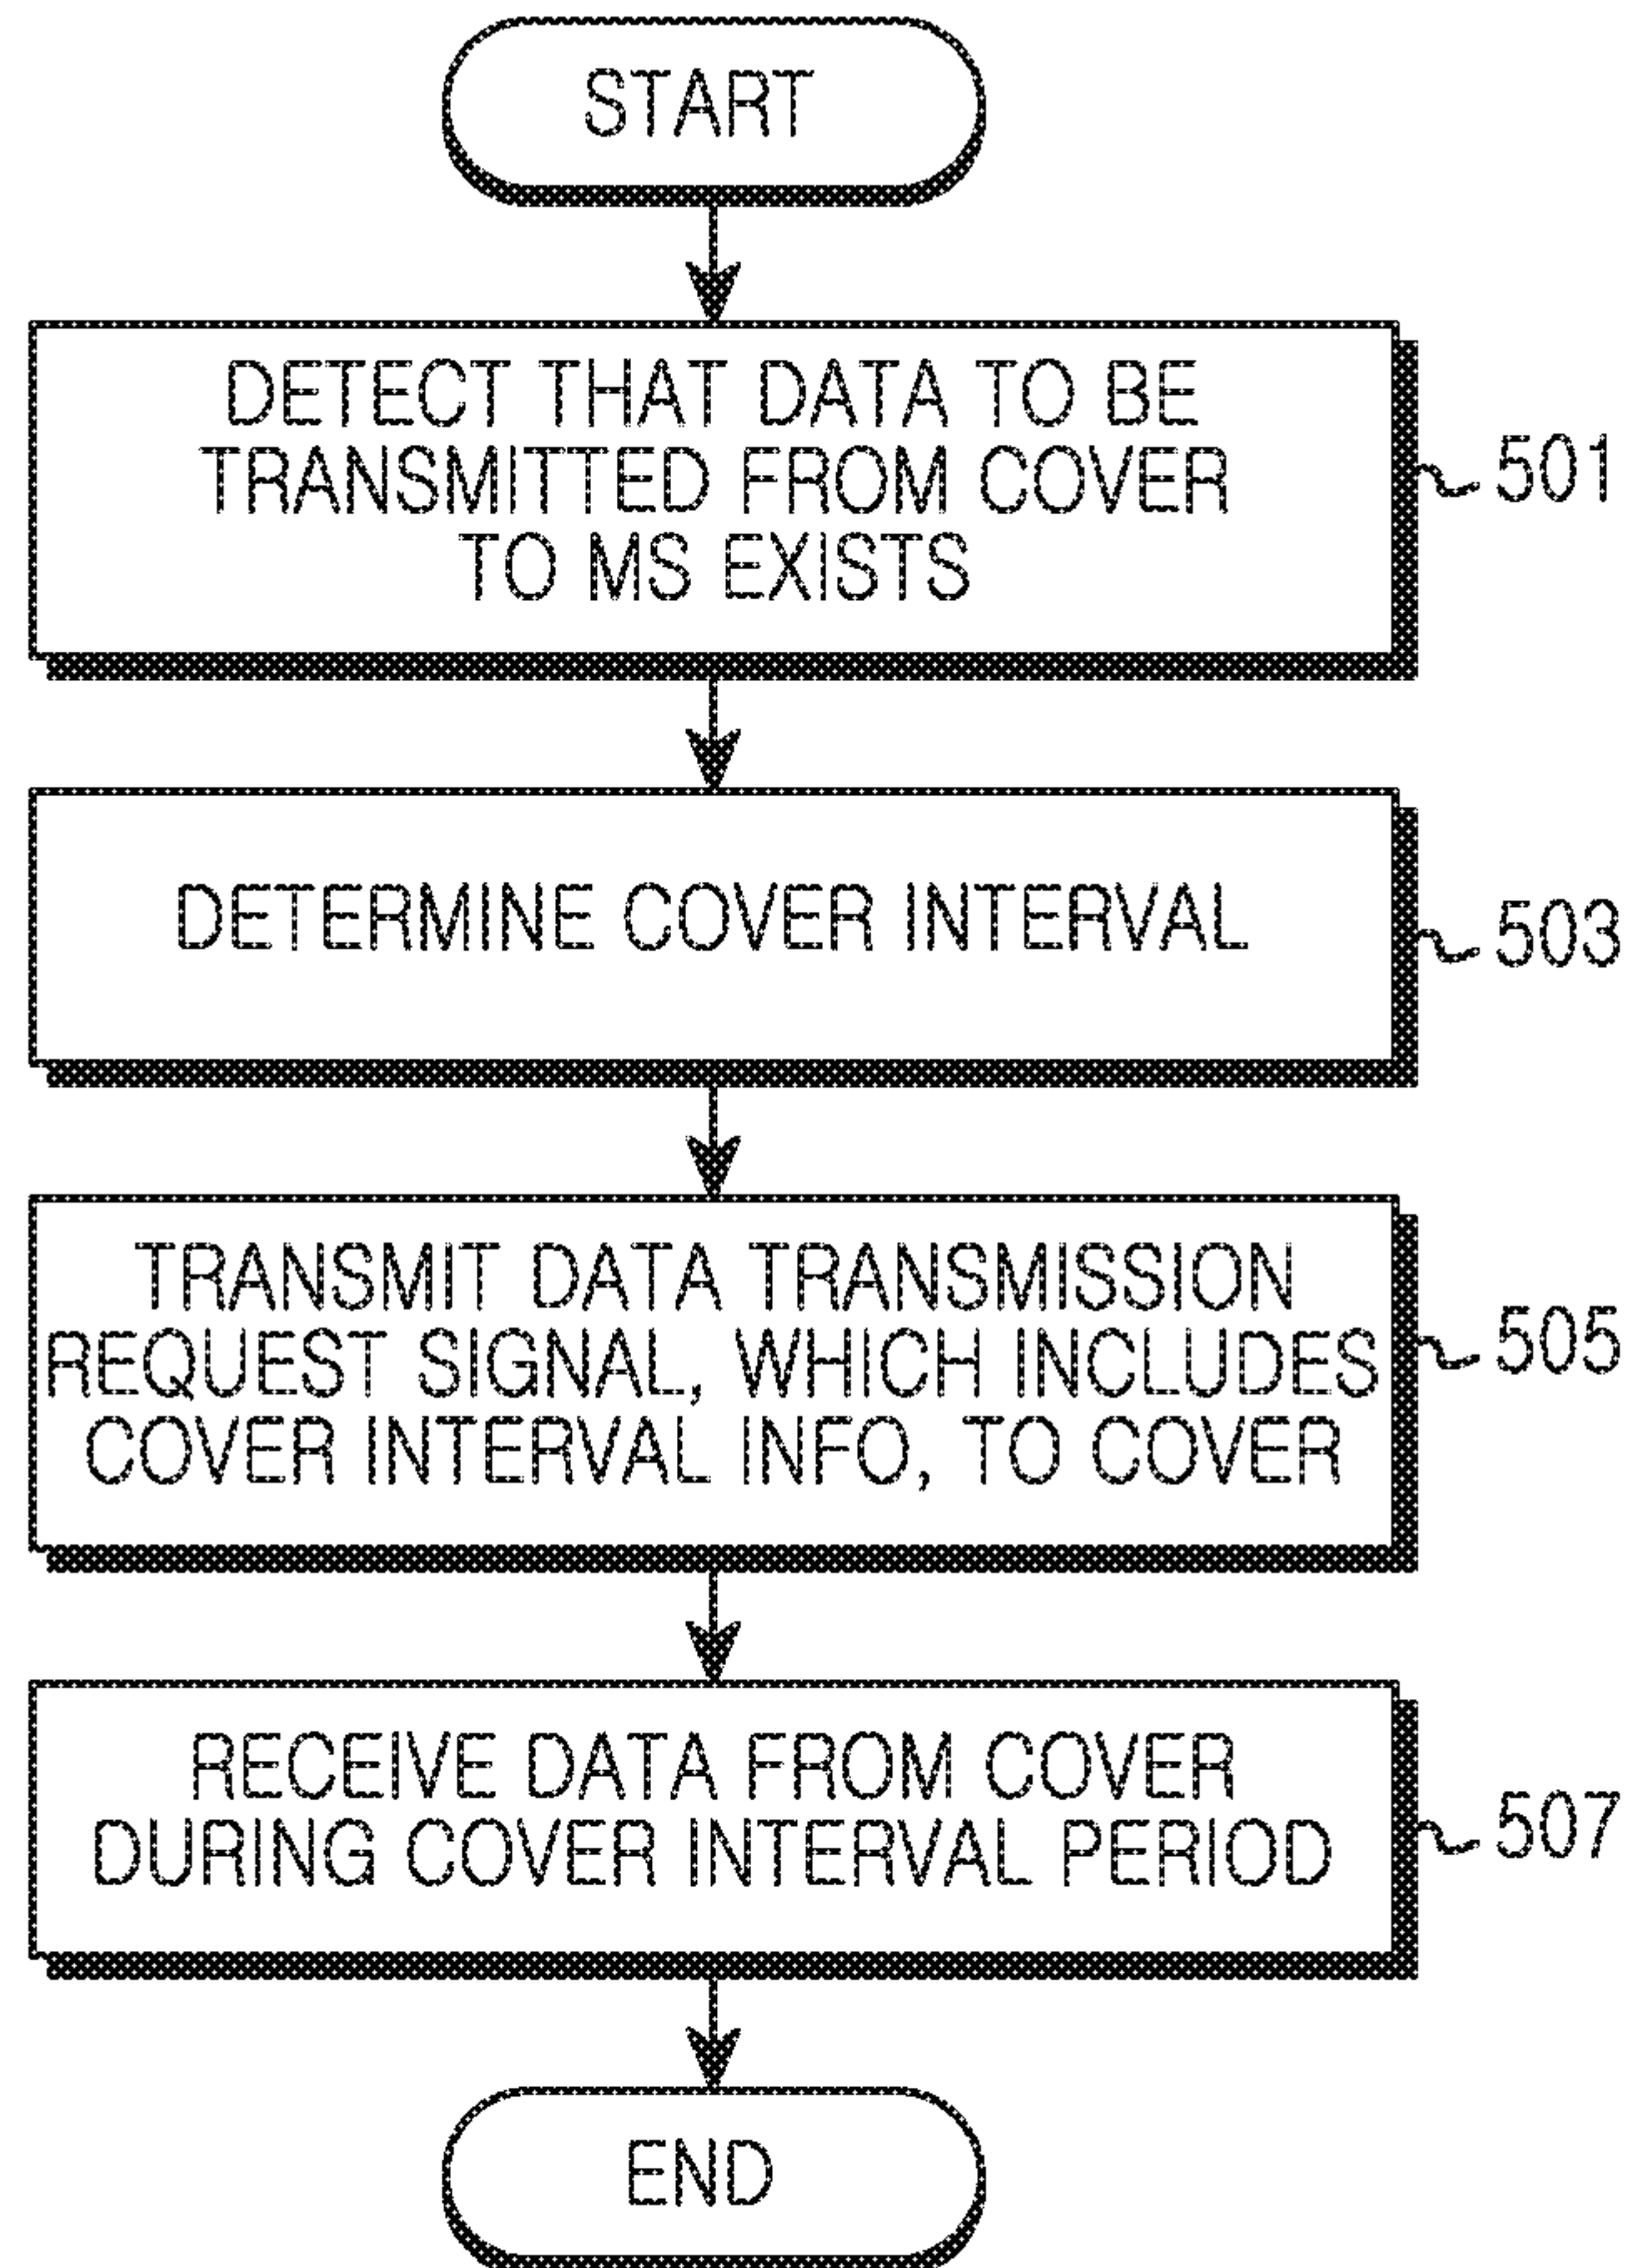 START
DETECT THAT DATA TO BE
TRANSMITTED FROM COVER
TO MS EXISTS
501
DETERMINE COVER INTERVAL
503
TRANSMIT DATA TRANSMISSION
REQUEST SIGNAL, WHICH INCLUDES
COVER INTERVAL INFO, TO COVER
505
RECEIVE DATA FROM COVER
DURING COVER INTERVAL PERIOD
507
END